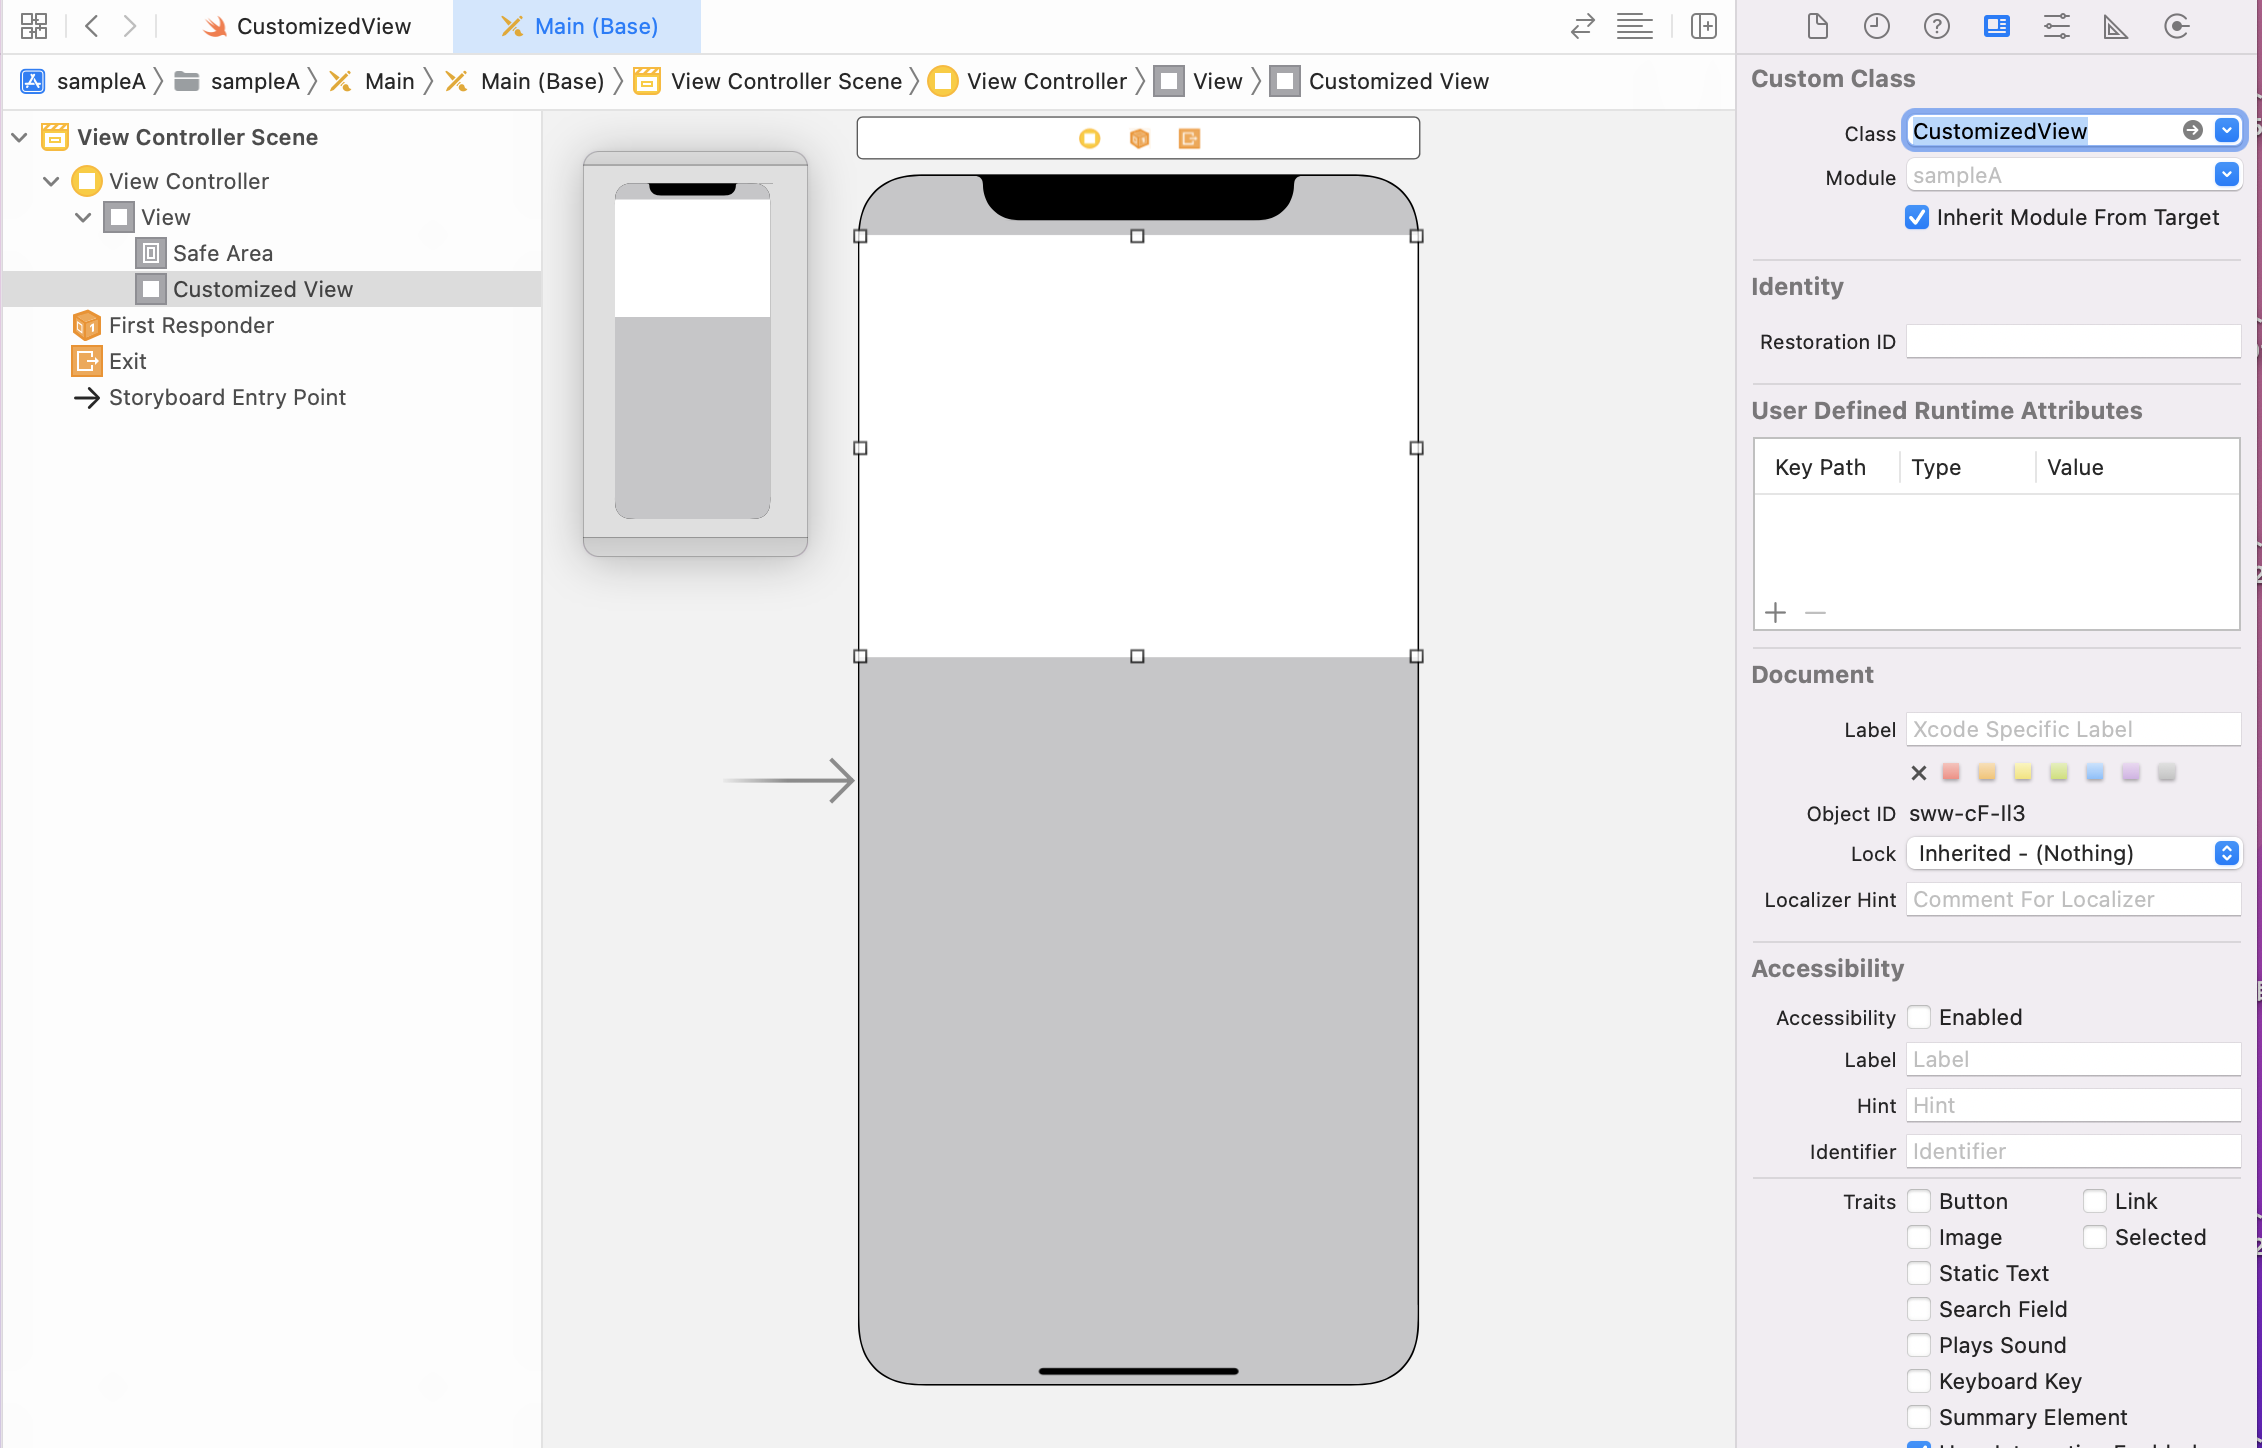 CustomizedView
Main (Base)
sampleA
sampleA
Main
Main (Base)
View Controller Scene
View Controller
View
Customized View
View Controller Scene
View Controller
View
Safe Area
Customized View
First Responder
Exit
Storyboard Entry Point
Custom Class
Class CustomizedView
Module sampleA
Inherit Module From Target
Identity
Restoration ID
User Defined Runtime Attributes
Key Path Type Value
Document
Label Xcode Specific Label
Object ID sww-cF-Il3
Lock Inherited - (Nothing)
Localizer Hint Comment For Localizer
Accessibility
Accessibility Enabled
Label Label
Hint Hint
Identifier Identifier
Traits Button Link
Image Selected
Static Text
Search Field
Plays Sound
Keyboard Key
Summary Element